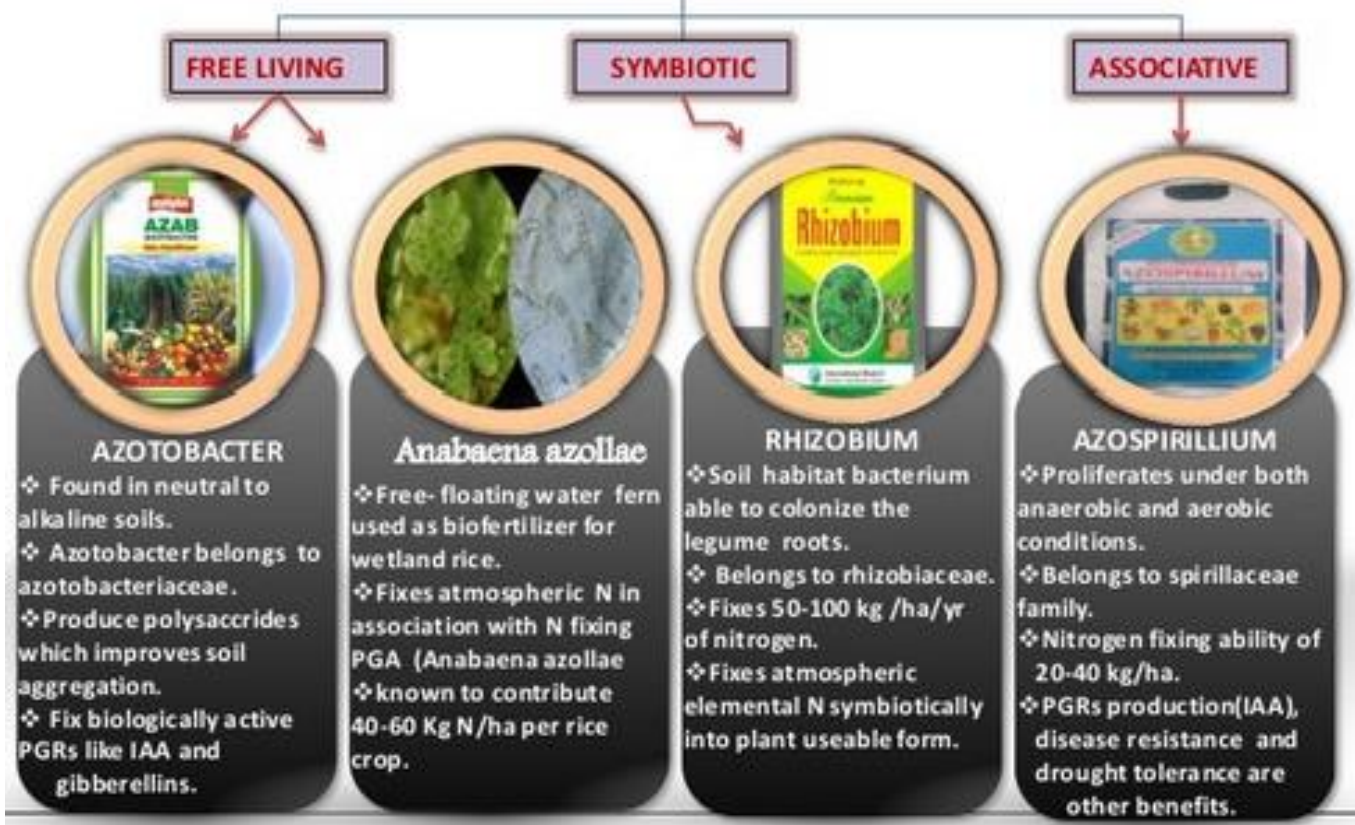 FREE LIVING
SYMBIOTIC
ASSOCIATIVE
AZAB
Rhizobium
AZOSPIRILLUM
AZOTOBACTER
❖ Found in neutral to
alkaline soils.
❖ Azotobacter belongs to
azotobacteriaceae.
❖Produce polysaccrides
which improves soil
aggregation.
❖ Fix biologically active
PGRs like IAA and
gibberellins.
Anabaena azollae
❖Free- floating water fern
used as biofertilizer for
wetland rice.
❖Fixes atmospheric N in
association with N fixing
PGA (Anabaena azollae
❖known to contribute
40-60 Kg N/ha per rice
crop.
RHIZOBIUM
❖Soil habitat bacterium
able to colonize the
legume roots.
❖ Belongs to rhizobiaceae.
❖Fixes 50-100 kg /ha/yr
of nitrogen.
❖Fixes atmospheric
elemental N symbiotically
into plant useable form.
AZOSPIRILLIUM
❖Proliferates under both
anaerobic and aerobic
conditions.
❖Belongs to spirillaceae
family.
❖Nitrogen fixing ability of
20-40 kg/ha.
❖PGRs production(IAA),
disease resistance and
drought tolerance are
other benefits.